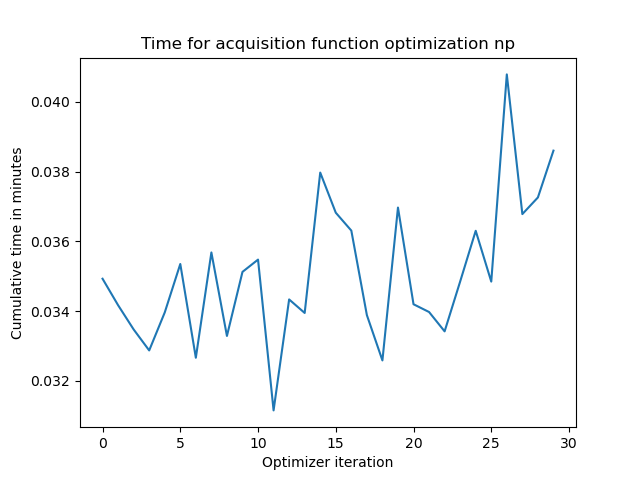 Time for acquisition function optimization np
Cumulative time in minutes
0.040
0.038
0.036
0.034
0.032
0 5 10 15 20 25 30
Optimizer iteration